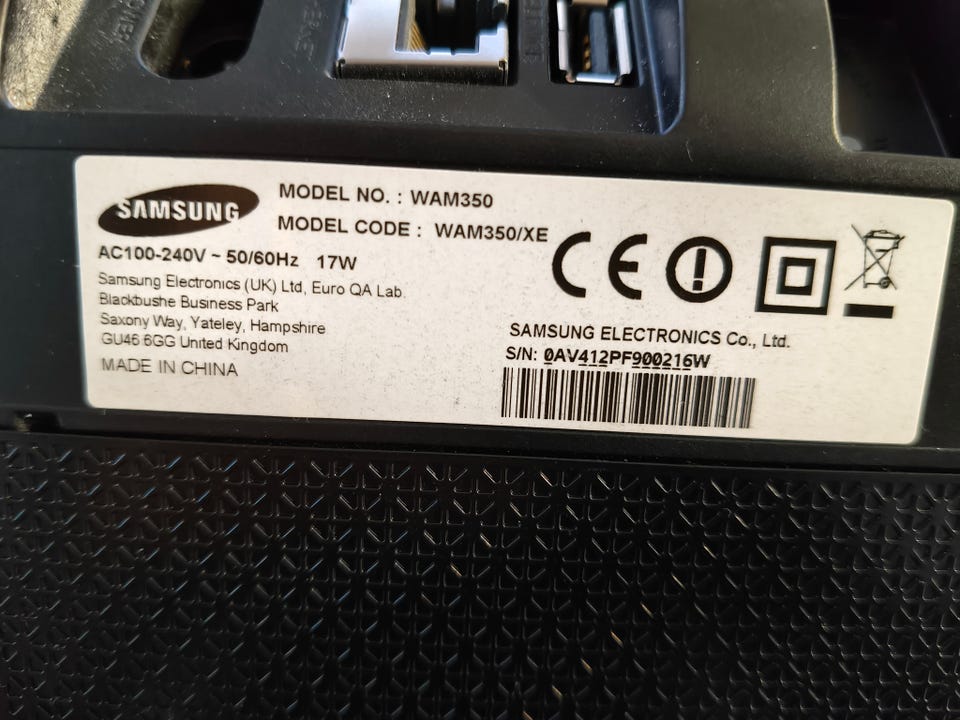 SAMSUNG
MODEL NO. : WAM350
MODEL CODE : WAM350/XE
AC100-240V ~ 50/60Hz 17W
Samsung Electronics (UK) Ltd, Euro QA Lab.
Blackbushe Business Park
Saxony Way, Yateley, Hampshire
GU46 6GG United Kingdom
MADE IN CHINA
CE
SAMSUNG ELECTRONICS Co., Ltd.
S/N: 0AV412PF900216W